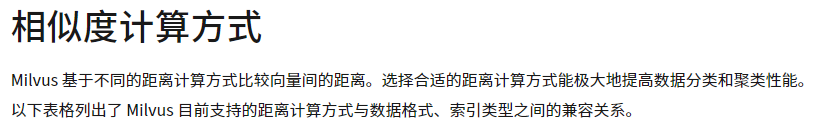 相似度计算方式
Milvus 基于不同的距离计算方式比较向量间的距离。选择合适的距离计算方式能极大地提高数据分类和聚类性能。
以下表格列出了 Milvus 目前支持的距离计算方式与数据格式、索引类型之间的兼容关系。